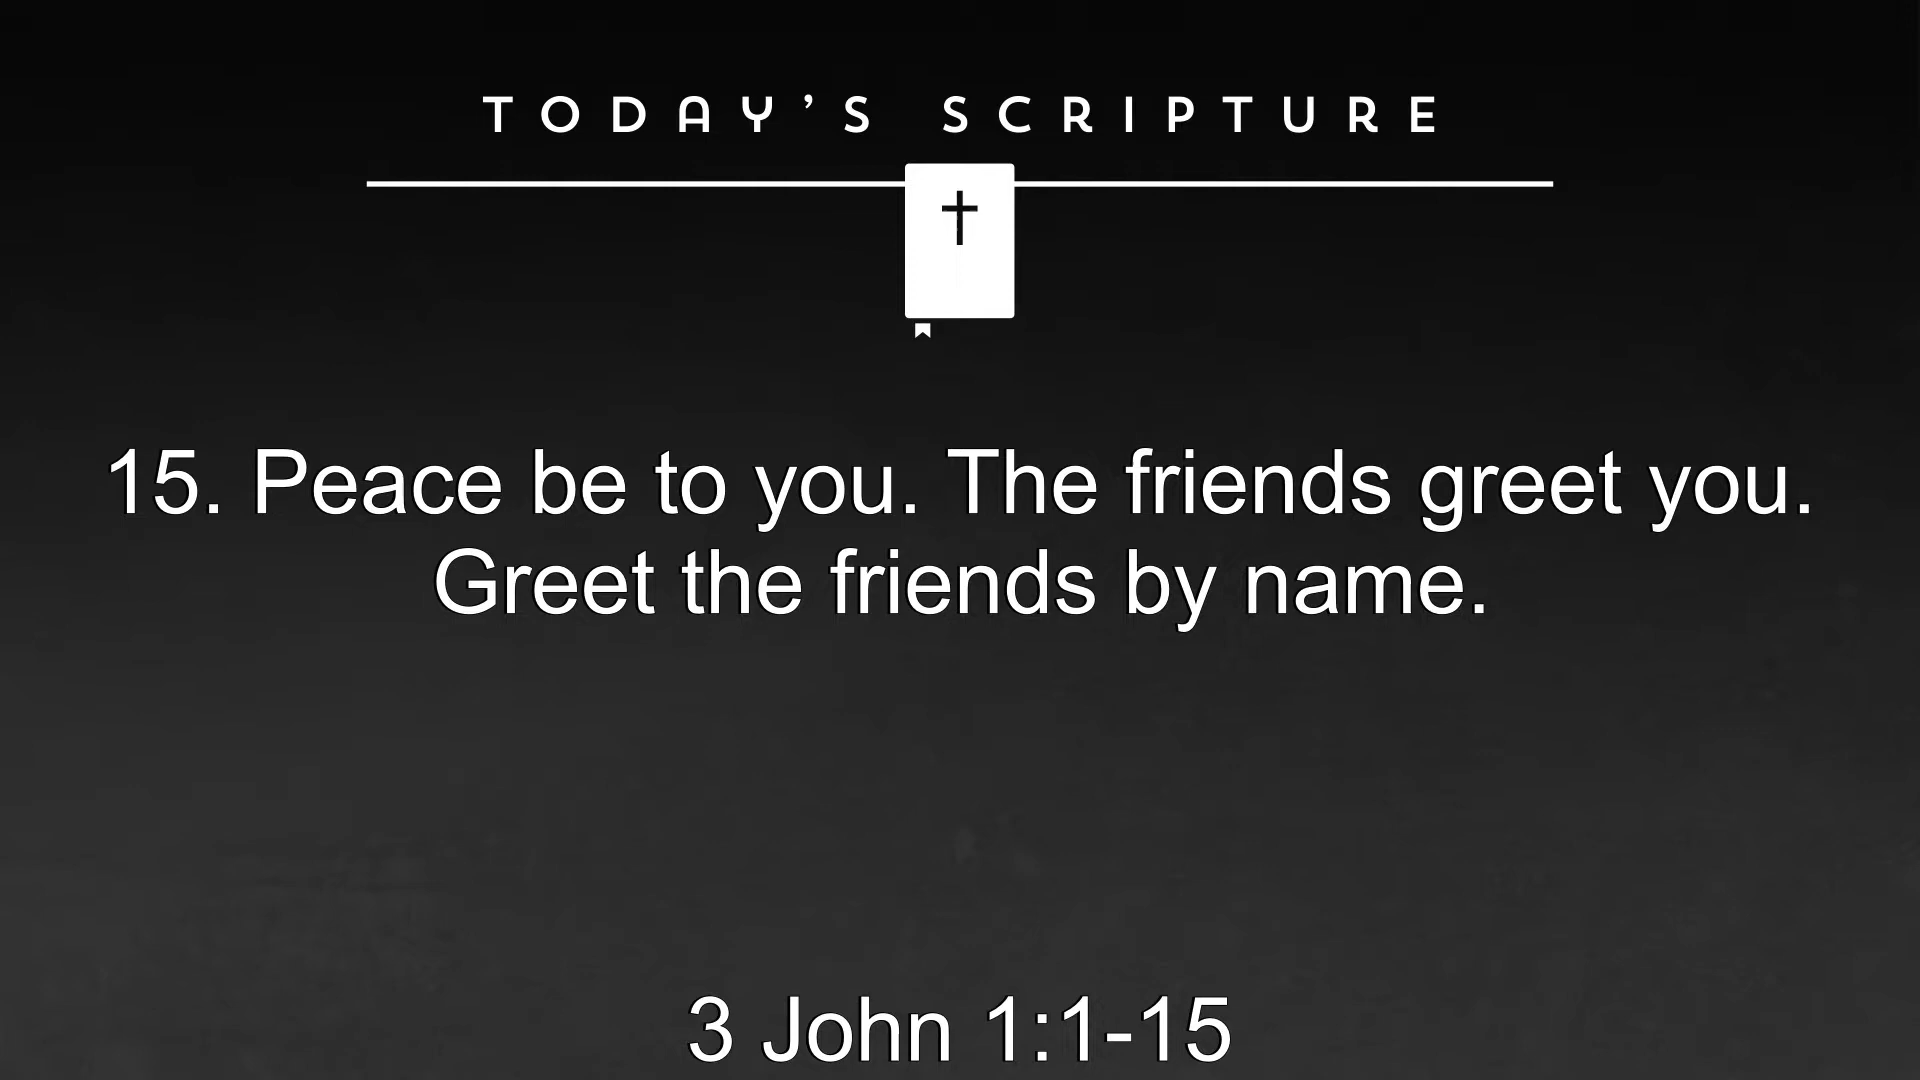 TODAY'S SCRIPTURE
15. Peace be to you. The friends greet you.
Greet the friends by name.
3 John 1:1-15